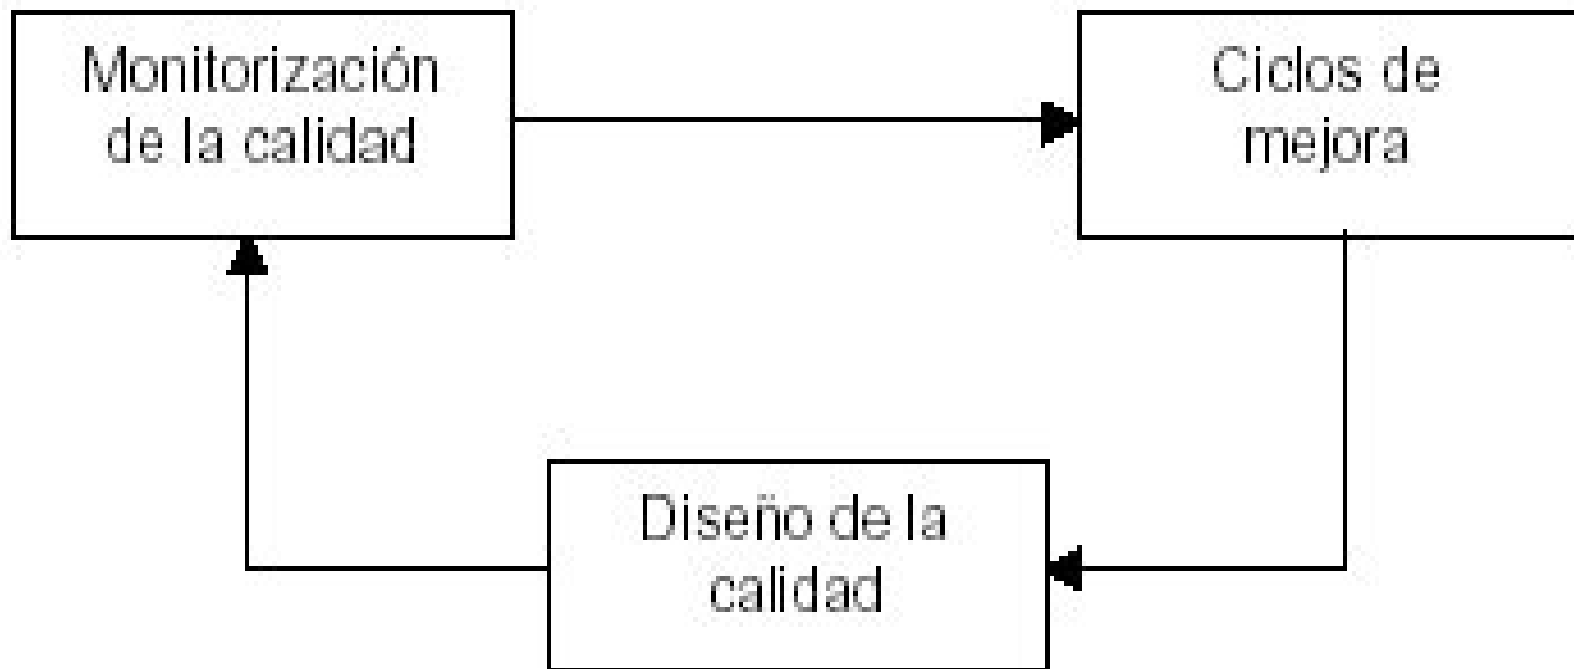 Monitorización
de la calidad
Ciclos de
mejora
Diseño de la
calidad